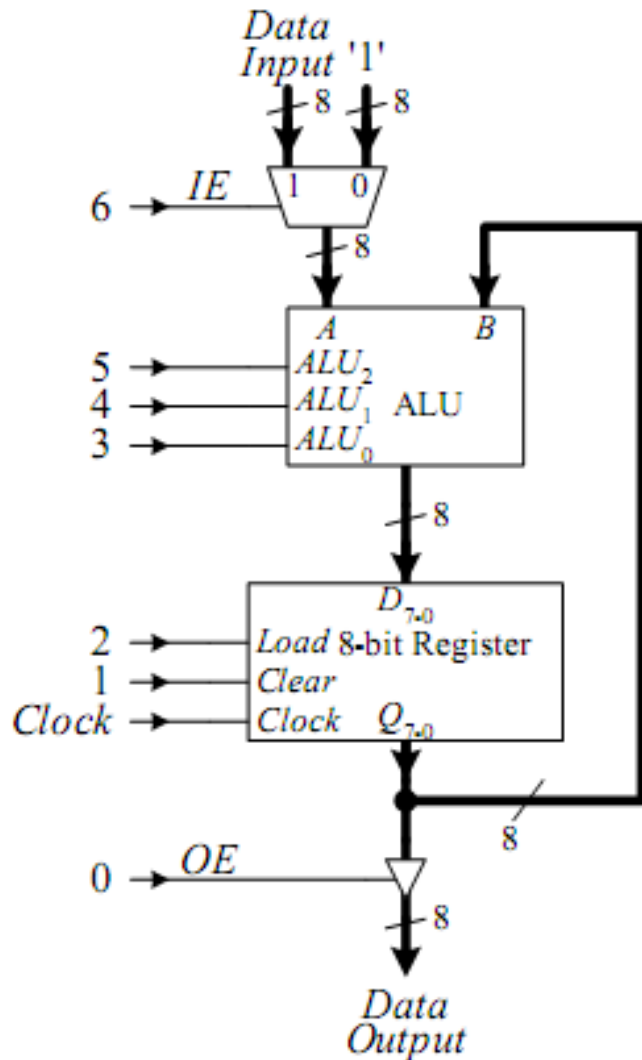 Data
Input '1'
8 8
1 0
6 IE
8
A B
5 ALU₂
4 ALU₁ ALU
3 ALU₀
8
D₇₋₀
2 Load 8-bit Register
1 Clear
Clock Clock Q₇₋₀
8
0 OE
8
Data
Output